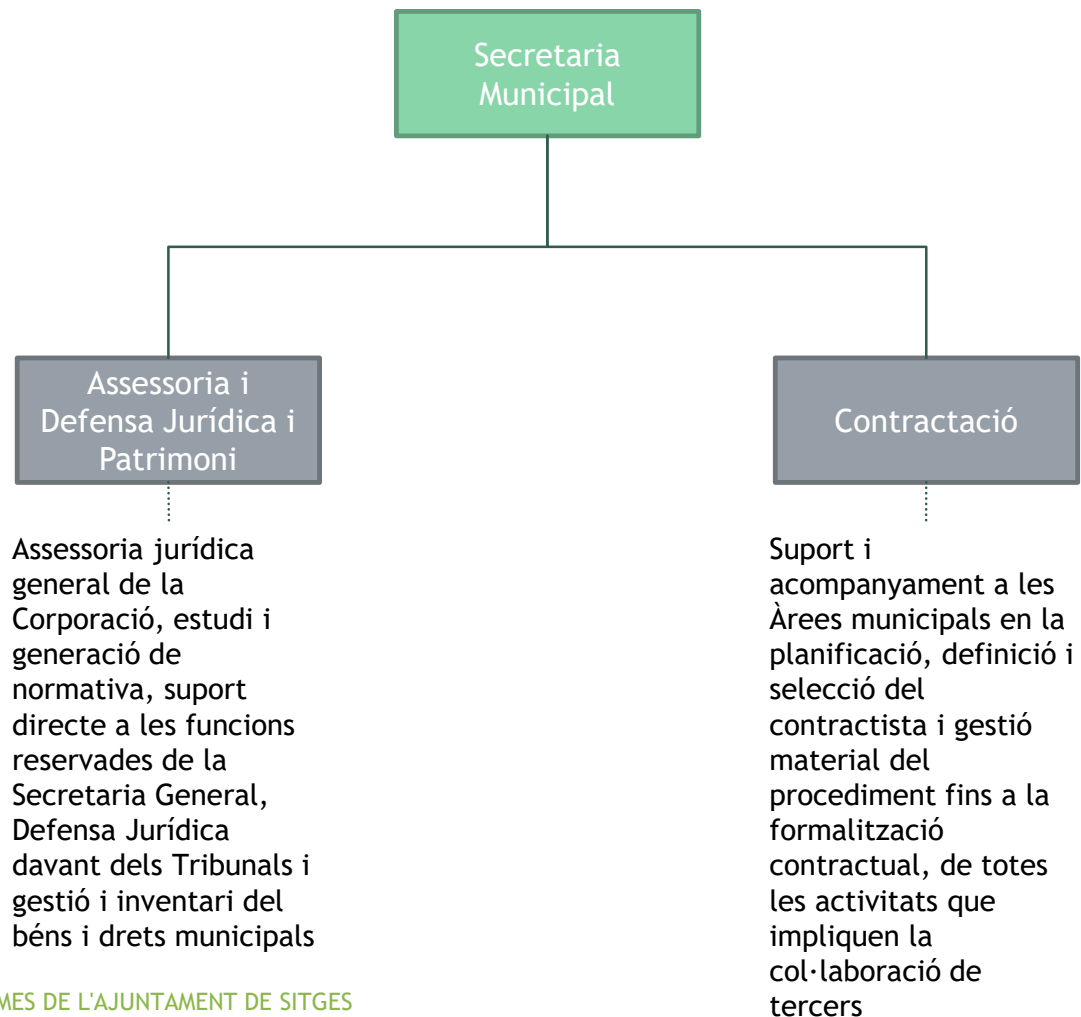 Secretaria
Municipal
Assessoria i
Defensa Jurídica i
Patrimoni
Contractació
Assessoria jurídica
general de la
Corporació, estudi i
generació de
normativa, suport
directe a les funcions
reservades de la
Secretaria General,
Defensa Jurídica
davant dels Tribunals i
gestió i inventari del
béns i drets municipals
Suport i
acompanyament a les
Àrees municipals en la
planificació, definició i
selecció del
contractista i gestió
material del
procediment fins a la
formalització
contractual, de totes
les activitats que
impliquen la
col·laboració de
tercers
MES DE L'AJUNTAMENT DE SITGES